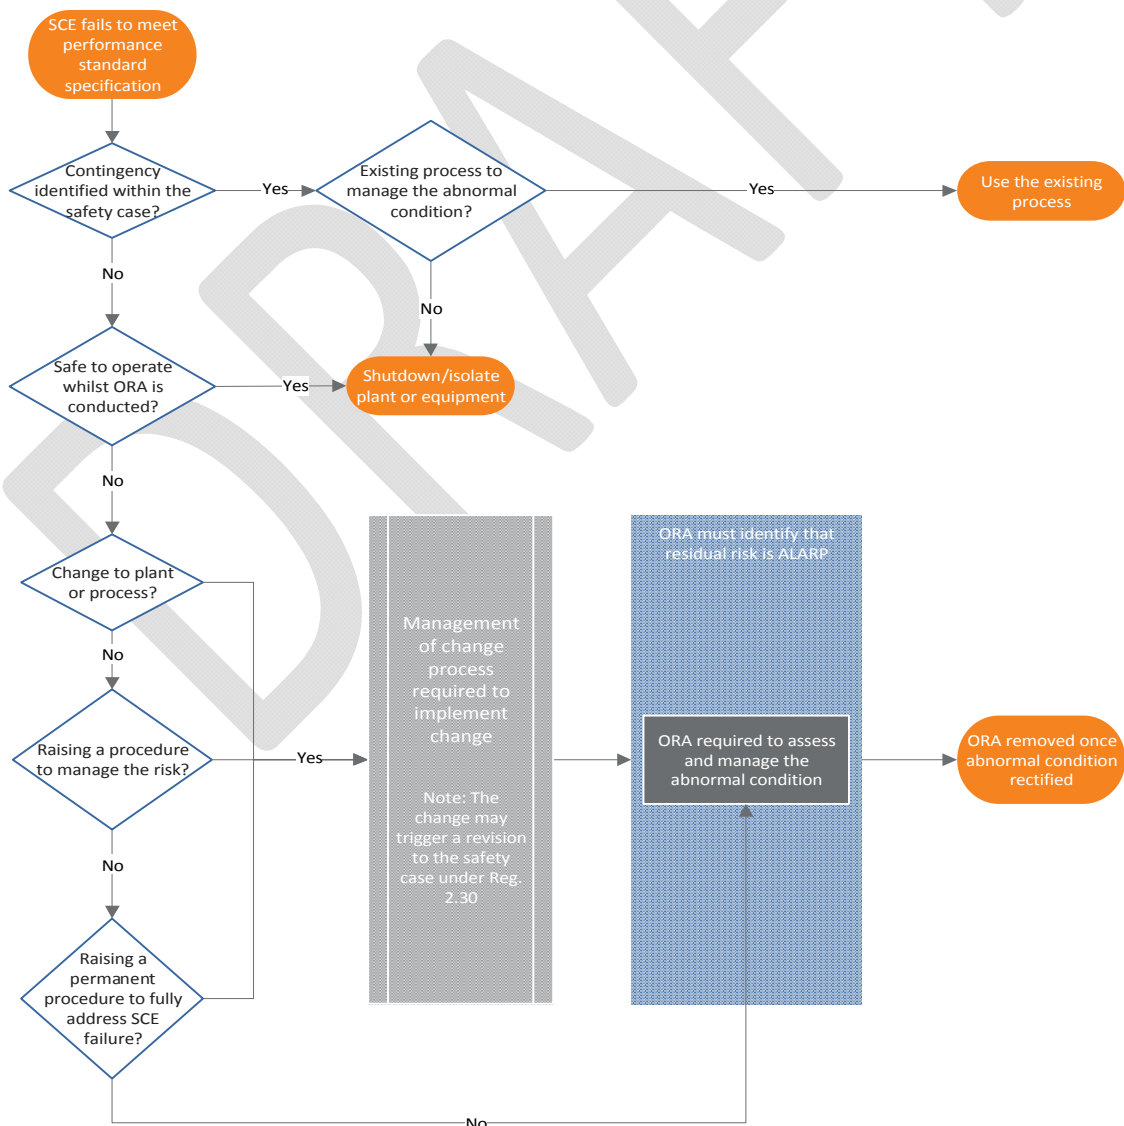 SCE fails to meet
performance
standard
specification
Contingency
identified within the
safety case?
Yes
Existing process to
manage the abnormal
condition?
Yes
Use the existing
process
No
No
Safe to operate
whilst ORA is
conducted?
Yes
Shutdown/isolate
plant or equipment
No
Change to plant
or process?
No
Raising a procedure
to manage the risk?
Yes
Management
of change
process
required to
implement
change
Note: The
change may
trigger a revision
to the safety
case under Reg.
2.30
ORA must identify that
residual risk is ALARP
ORA required to assess
and manage the
abnormal condition
ORA removed once
abnormal condition
rectified
No
Raising a
permanent
procedure to fully
address SCE
failure?
No
DRAFT